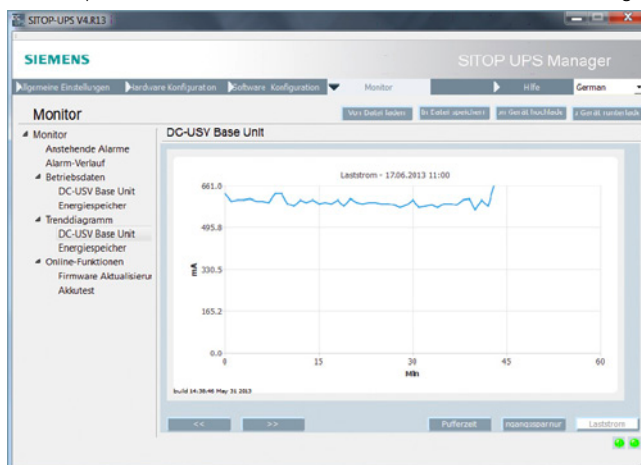 SITOP-UPS V4.R13
SIEMENS
SITOP UPS Manager
Allgemeine Einstellungen Hardware Konfiguration Software Konfiguration Monitor Hilfe German
Monitor
Von Datei laden In Datei speichern Gerät hochlade Gerät runterlade
Monitor
Anstehende Alarme
Alarm-Verlauf
Betriebsdaten
DC-USV Base Unit
Energiespeicher
Trenddiagramm
DC-USV Base Unit
Energiespeicher
Online-Funktionen
Firmware Aktualisierur
Akkutest
DC-USV Base Unit
Laststrom - 17.06.2013 11:00
661.0
495.8
330.5
165.2
0.0
mA
0 15 30 45 60
Min
build 14:38:46 May 31 2013
<< >> Pufferzeit Laststrom